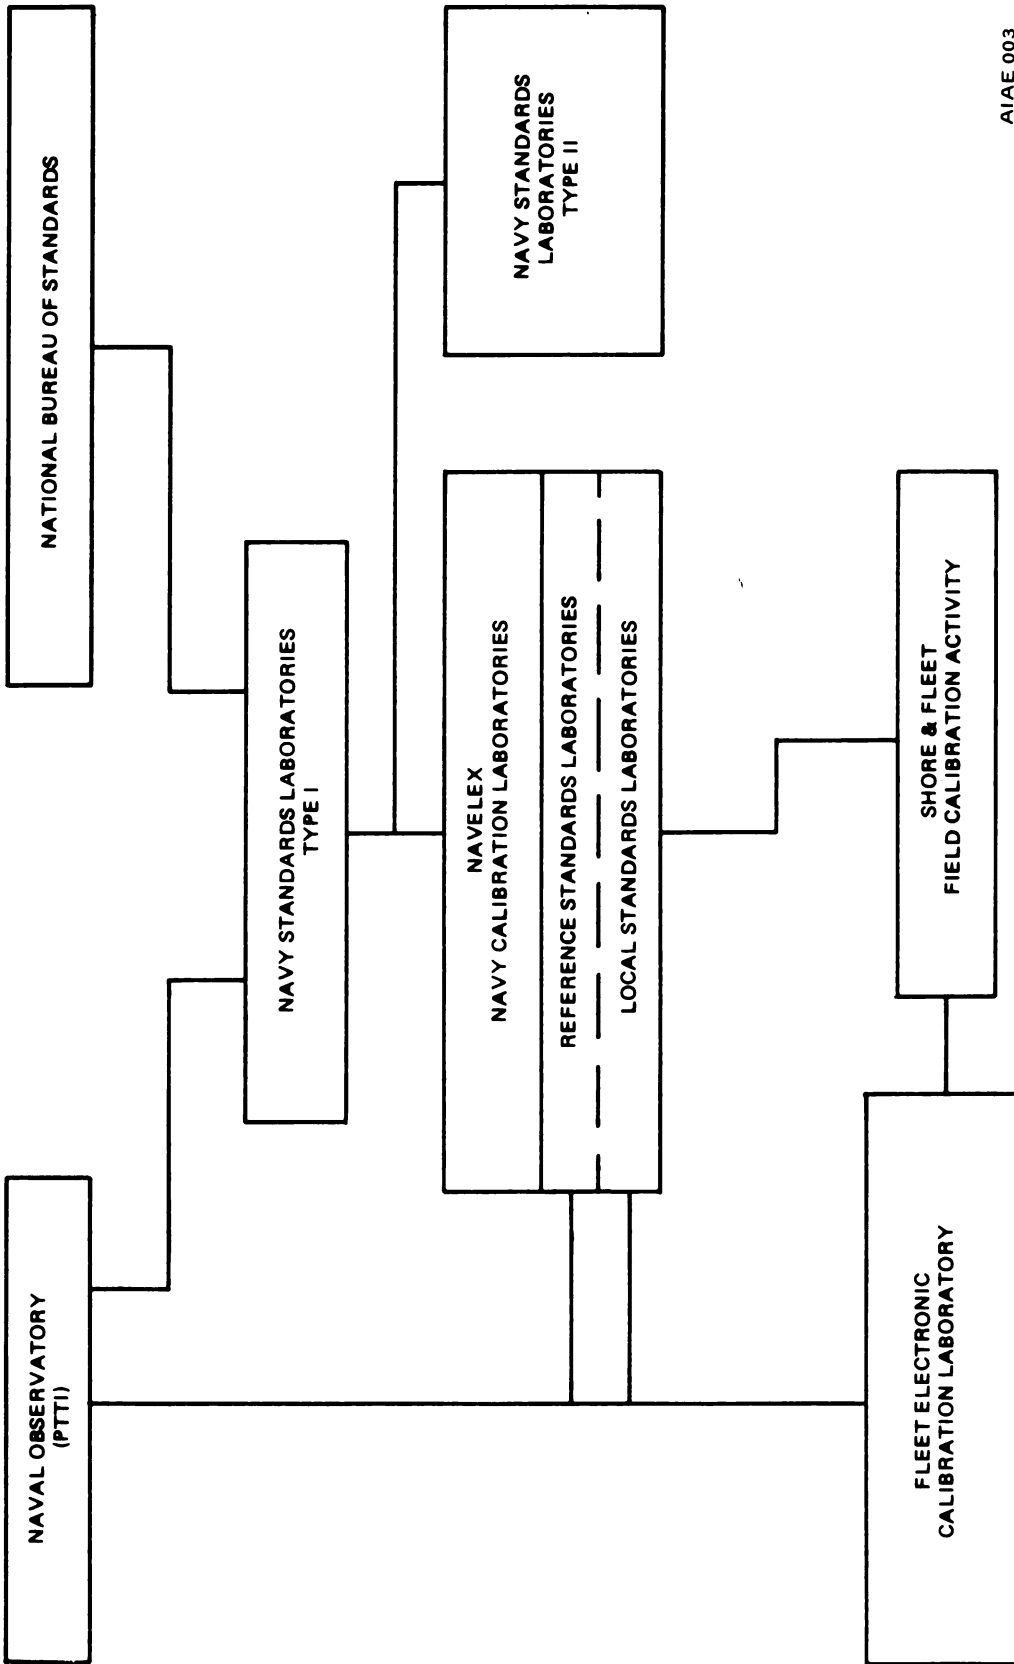 NAVAL OBSERVATORY
(PTTI)
NATIONAL BUREAU OF STANDARDS
NAVY STANDARDS LABORATORIES
TYPE I
NAVELEX
NAVY CALIBRATION LABORATORIES
REFERENCE STANDARDS LABORATORIES
LOCAL STANDARDS LABORATORIES
NAVY STANDARDS
LABORATORIES
TYPE II
FLEET ELECTRONIC
CALIBRATION LABORATORY
SHORE & FLEET
FIELD CALIBRATION ACTIVITY
AIAE 003